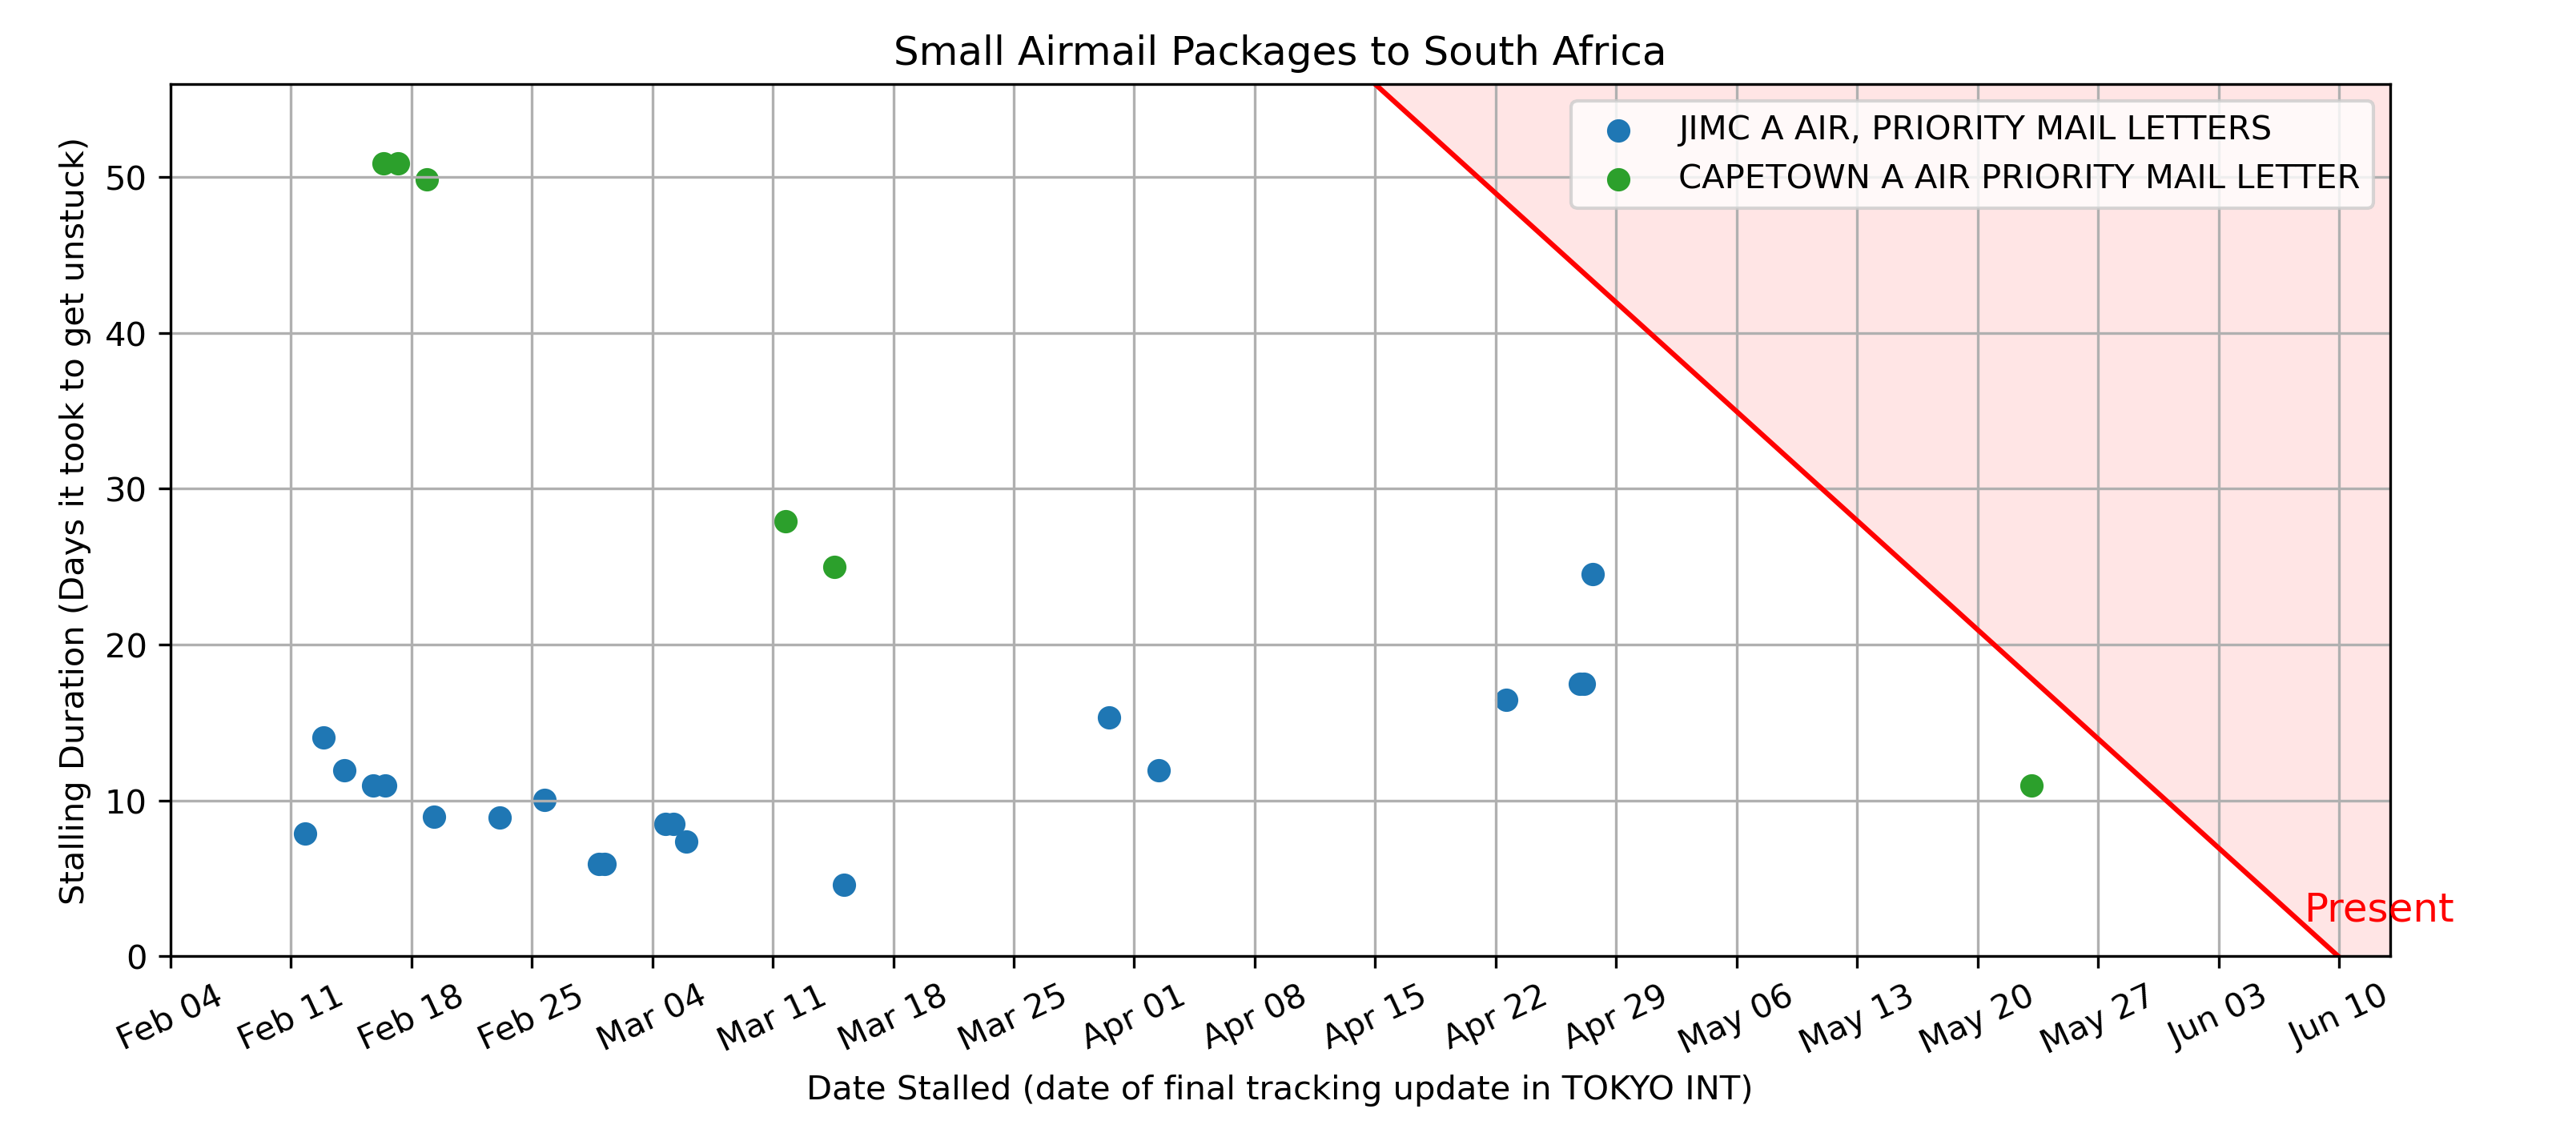 Small Airmail Packages to South Africa
JIMC A AIR, PRIORITY MAIL LETTERS
CAPETOWN A AIR PRIORITY MAIL LETTER
Stalling Duration (Days it took to get unstuck)
50
40
30
20
10
0
Present
Feb 04
Feb 11
Feb 18
Feb 25
Mar 04
Mar 11
Mar 18
Mar 25
Apr 01
Apr 08
Apr 15
Apr 22
Apr 29
May 06
May 13
May 20
May 27
Jun 03
Jun 10
Date Stalled (date of final tracking update in TOKYO INT)